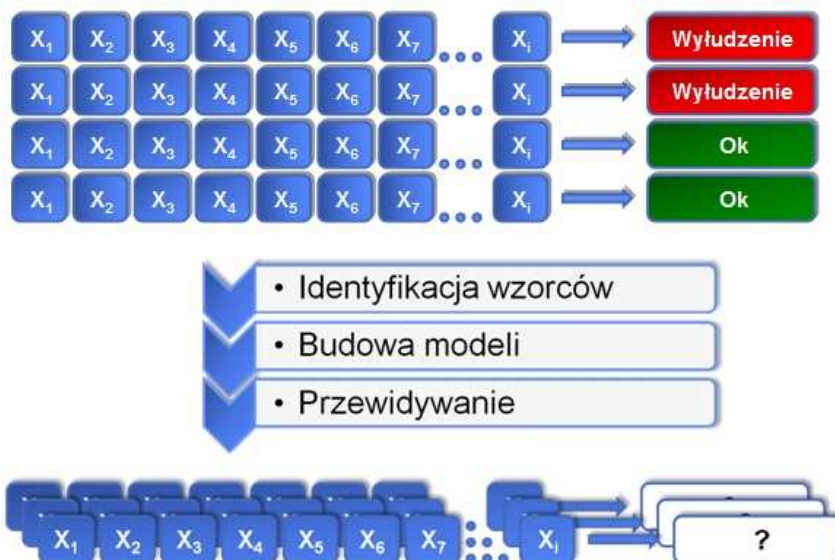 X₁ X₂ X₃ X₄ X₅ X₆ X₇ ... Xᵢ Wyłudzenie
X₁ X₂ X₃ X₄ X₅ X₆ X₇ ... Xᵢ Wyłudzenie
X₁ X₂ X₃ X₄ X₅ X₆ X₇ ... Xᵢ Ok
X₁ X₂ X₃ X₄ X₅ X₆ X₇ ... Xᵢ Ok
• Identyfikacja wzorców
• Budowa modeli
• Przewidywanie
X₁ X₂ X₃ X₄ X₅ X₆ X₇ ... Xᵢ ?